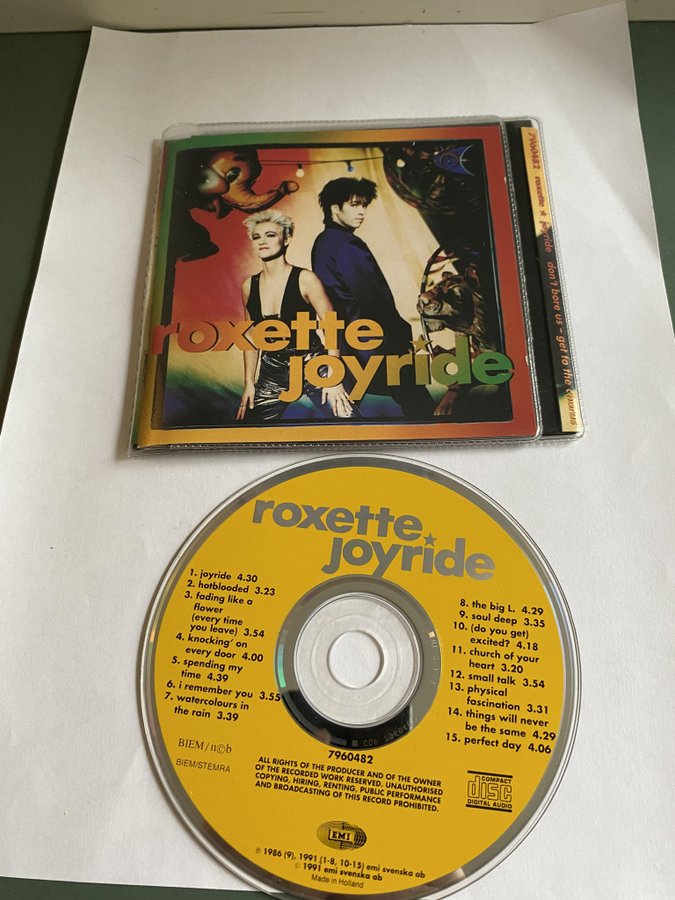 roxette
joyride
7960482 roxette ★ joyride don't bore us - get to the chorus
roxette
joyride
1. joyride 4.30
2. hotblooded 3.23
3. fading like a
flower
(every time
you leave) 3.54
4. knockin' on
every door 4.00
5. spending my
time 4.39
6. i remember you 3.55
7. watercolours in
the rain 3.39
8. the big L. 4.29
9. soul deep 3.35
10. (do you get)
excited? 4.18
11. church of your
heart 3.20
12. small talk 3.54
13. physical
fascination 3.31
14. things will never
be the same 4.29
15. perfect day 4.06
BIEM / n©b
BIEM/STEMRA
7960482
ALL RIGHTS OF THE PRODUCER AND OF THE OWNER
OF THE RECORDED WORK RESERVED. UNAUTHORISED
COPYING, HIRING, RENTING, PUBLIC PERFORMANCE
AND BROADCASTING OF THIS RECORD PROHIBITED.
COMPACT
disc
DIGITAL AUDIO
EMI
℗ 1986 (9), 1991 (1-8, 10-15) emi svenska ab
© 1991 emi svenska ab
Made in Holland